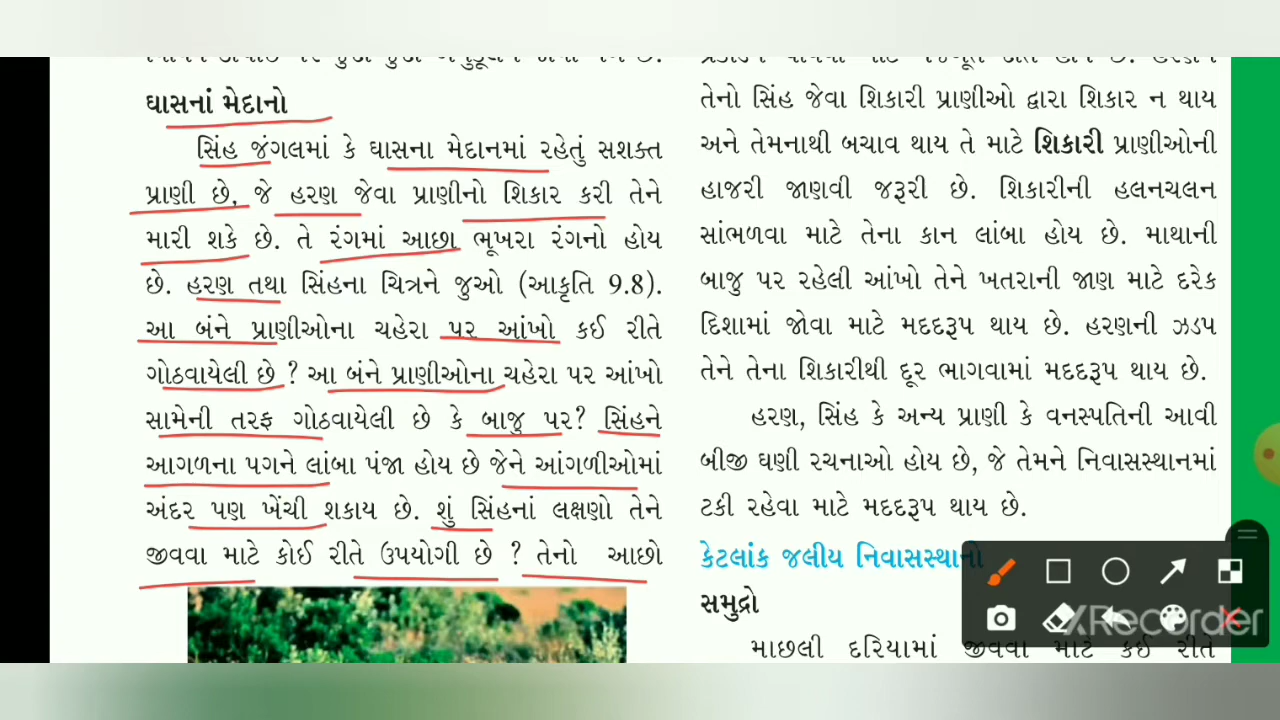 ઘાસનાં મેદાનો
સિંહ જંગલમાં કે ઘાસના મેદાનમાં રહેતું સશક્ત
પ્રાણી છે, જે હરણ જેવા પ્રાણીનો શિકાર કરી તેને
મારી શકે છે. તે રંગમાં આછા ભૂખરા રંગનો હોય
છે. હરણ તથા સિંહના ચિત્રને જુઓ (આકૃતિ 9.8).
આ બંને પ્રાણીઓના ચહેરા પર આંખો કઈ રીતે
ગોઠવાયેલી છે ? આ બંને પ્રાણીઓના ચહેરા પર આંખો
સામેની તરફ ગોઠવાયેલી છે કે બાજુ પર? સિંહને
આગળના પગને લાંબા પંજા હોય છે જેને આંગળીઓમાં
અંદર પણ ખેંચી શકાય છે. શું સિંહનાં લક્ષણો તેને
જીવવા માટે કોઈ રીતે ઉપયોગી છે ? તેનો આછો
તેનો સિંહ જેવા શિકારી પ્રાણીઓ દ્વારા શિકાર ન થાય
અને તેમનાથી બચાવ થાય તે માટે શિકારી પ્રાણીઓની
હાજરી જાણવી જરૂરી છે. શિકારીની હલનચલન
સાંભળવા માટે તેના કાન લાંબા હોય છે. માથાની
બાજુ પર રહેલી આંખો તેને ખતરાની જાણ માટે દરેક
દિશામાં જોવા માટે મદદરૂપ થાય છે. હરણની ઝડપ
તેને તેના શિકારીથી દૂર ભાગવામાં મદદરૂપ થાય છે.
હરણ, સિંહ કે અન્ય પ્રાણી કે વનસ્પતિની આવી
બીજી ઘણી રચનાઓ હોય છે, જે તેમને નિવાસસ્થાનમાં
ટકી રહેવા માટે મદદરૂપ થાય છે.
કેટલાંક જલીય નિવાસસ્થાનો
સમુદ્રો
માછલી દરિયામાં જીવવા માટે કઈ રીતે
XRecorder